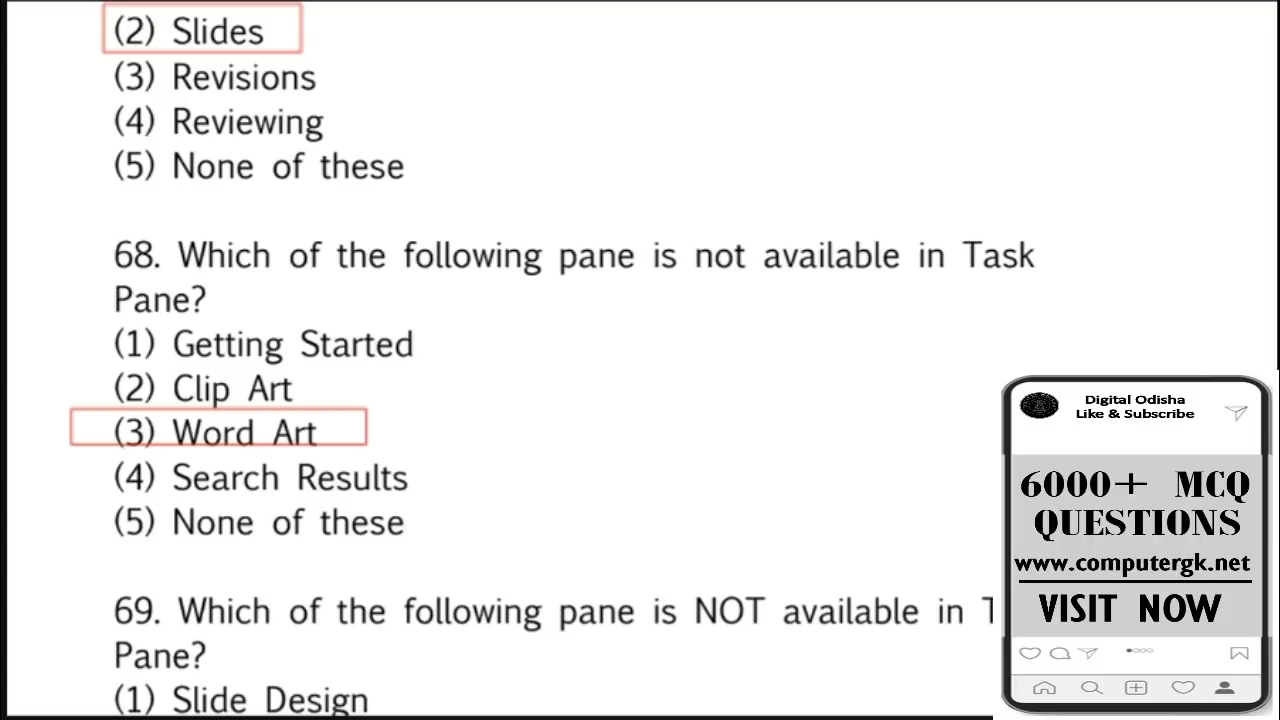 (2) Slides
(3) Revisions
(4) Reviewing
(5) None of these
68. Which of the following pane is not available in Task
Pane?
(1) Getting Started
(2) Clip Art
(3) Word Art
(4) Search Results
(5) None of these
69. Which of the following pane is NOT available in
Pane?
(1) Slide Design
Digital Odisha
Like & Subscribe
6000+ MCQ
QUESTIONS
www.computergk.net
VISIT NOW